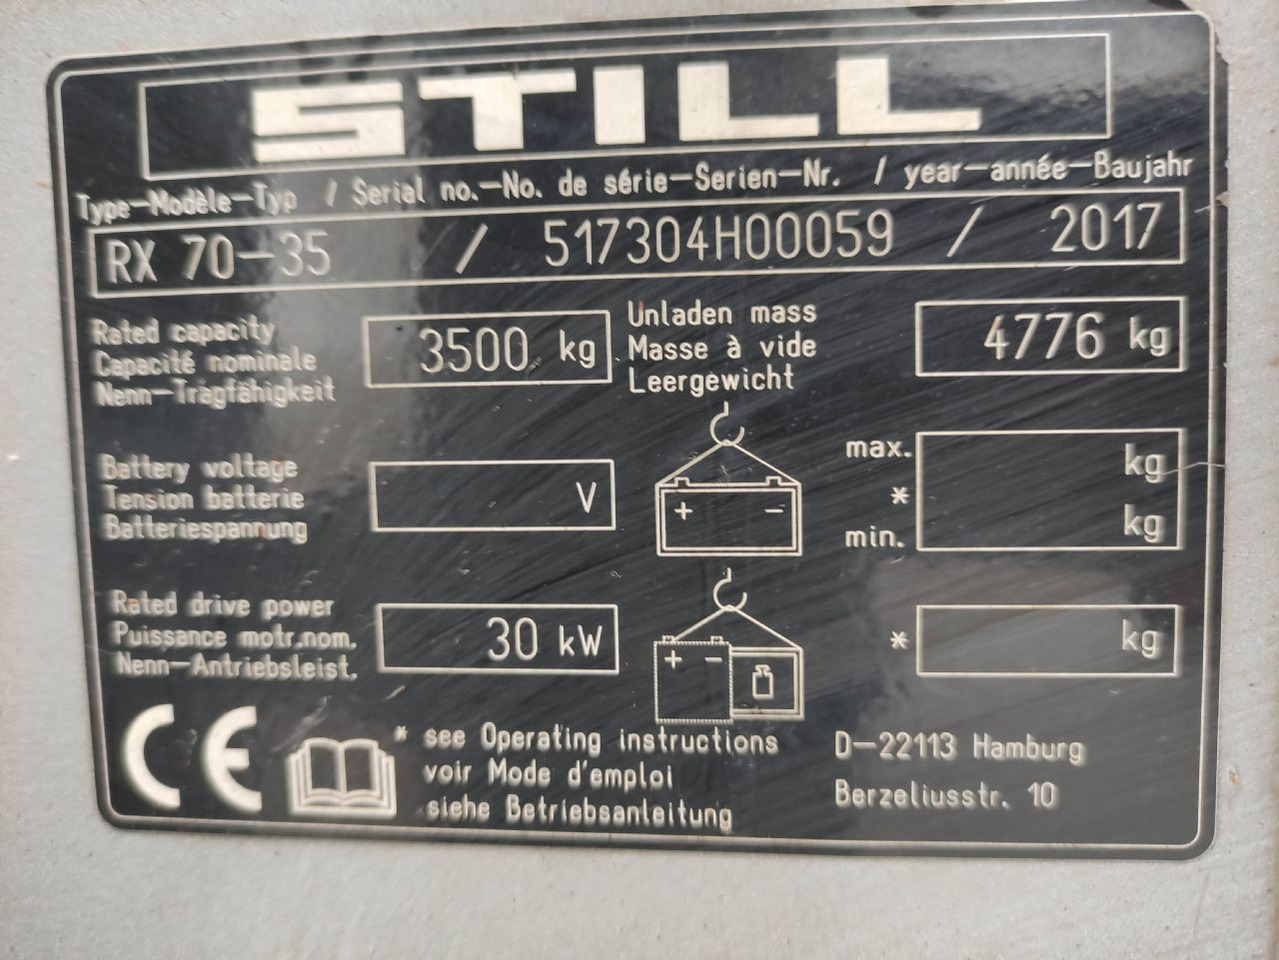 STILL
Type-Modèle-Typ / Serial no.-No. de série-Serien-Nr. / year-année-Baujahr
RX 70-35 / 517304H00059 / 2017
Rated capacity
Capacité nominale
Nenn-Tragfähigkeit
3500 kg
Unladen mass
Masse à vide
Leergewicht
4776 kg
Battery voltage
Tension batterie
Batteriespannung
V
+ -
max.
*
min.
kg
kg
Rated drive power
Puissance motr.nom.
Nenn-Antriebsleist.
30 kW
+ -
*
kg
CE
* see Operating instructions
voir Mode d'emploi
siehe Betriebsanleitung
D-22113 Hamburg
Berzeliusstr. 10